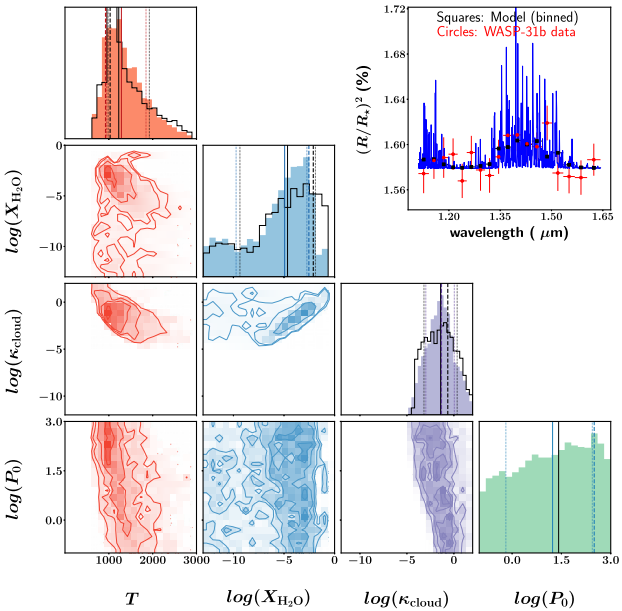 1.72
1.68
1.64
1.60
1.56
(R/R⋆)² (%)
Squares: Model (binned)
Circles: WASP-31b data
1.20 1.35 1.50 1.65
wavelength ( μm)
0
−5
−10
log(X_H₂O)
0
−5
−10
log(κ_cloud)
3.0
1.5
0.0
log(P₀)
1000 2000 3000
−10 −5 0
−10 −5 0
0.0 1.5 3.0
T
log(X_H₂O)
log(κ_cloud)
log(P₀)